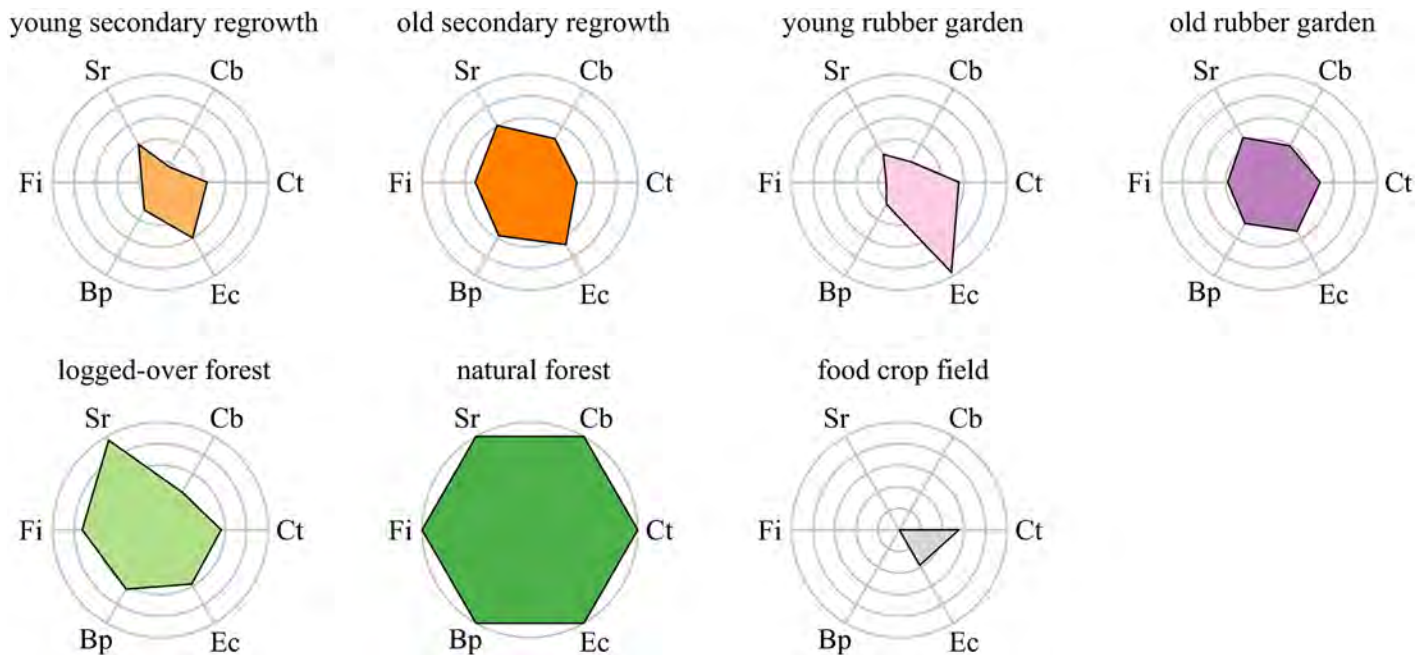 young secondary regrowth
old secondary regrowth
young rubber garden
old rubber garden
Sr Cb
Sr Cb
Sr Cb
Sr Cb
Fi Ct
Fi Ct
Fi Ct
Fi Ct
Bp Ec
Bp Ec
Bp Ec
Bp Ec
logged-over forest
natural forest
food crop field
Sr Cb
Sr Cb
Sr Cb
Fi Ct
Fi Ct
Fi Ct
Bp Ec
Bp Ec
Bp Ec